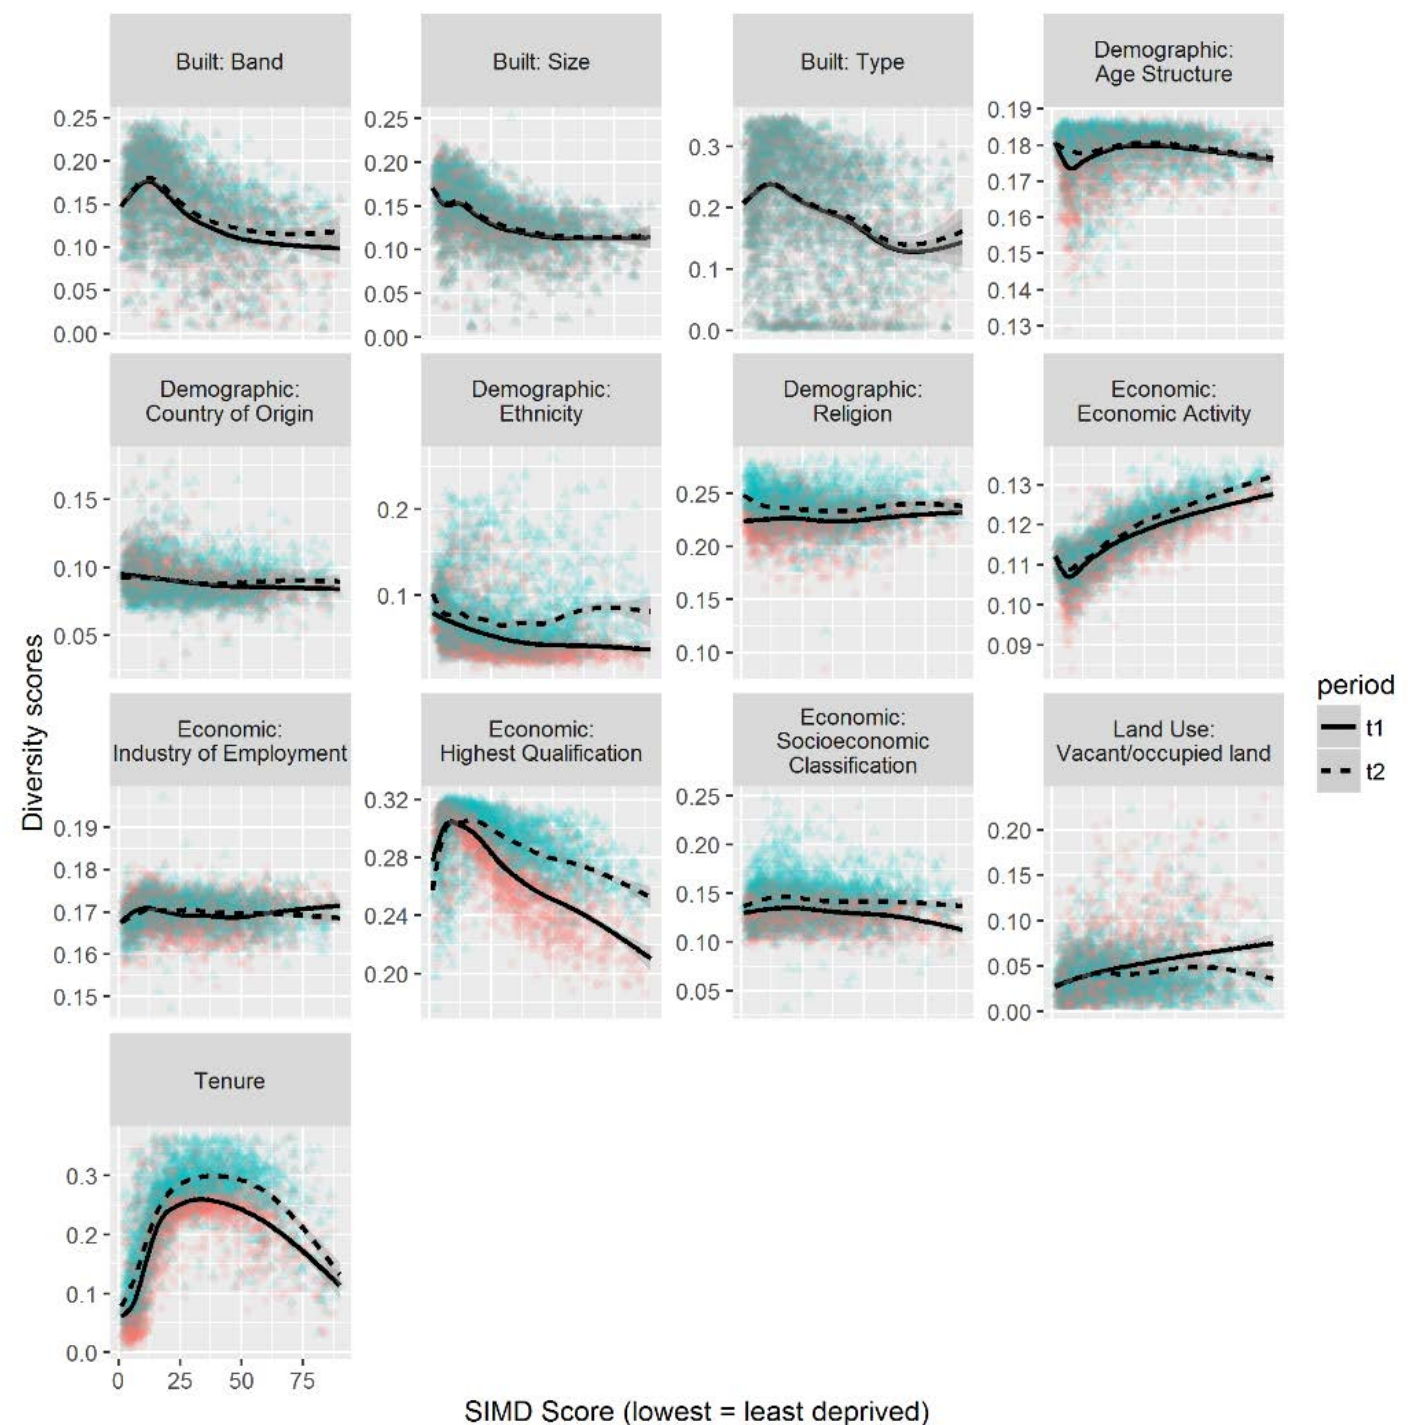 Built: Band
Built: Size
Built: Type
Demographic:
Age Structure
0.25
0.20
0.15
0.10
0.05
0.00
0.25
0.20
0.15
0.10
0.05
0.00
0.3
0.2
0.1
0.0
0.19
0.18
0.17
0.16
0.15
0.14
0.13
Demographic:
Country of Origin
Demographic:
Ethnicity
Demographic:
Religion
Economic:
Economic Activity
0.15
0.10
0.05
0.2
0.1
0.25
0.20
0.15
0.10
0.13
0.12
0.11
0.10
0.09
Diversity scores
period
t1
t2
Economic:
Industry of Employment
Economic:
Highest Qualification
Economic:
Socioeconomic
Classification
Land Use:
Vacant/occupied land
0.19
0.18
0.17
0.16
0.15
0.32
0.28
0.24
0.20
0.25
0.20
0.15
0.10
0.05
0.20
0.15
0.10
0.05
0.00
Tenure
0.3
0.2
0.1
0.0
0 25 50 75
SIMD Score (lowest = least deprived)